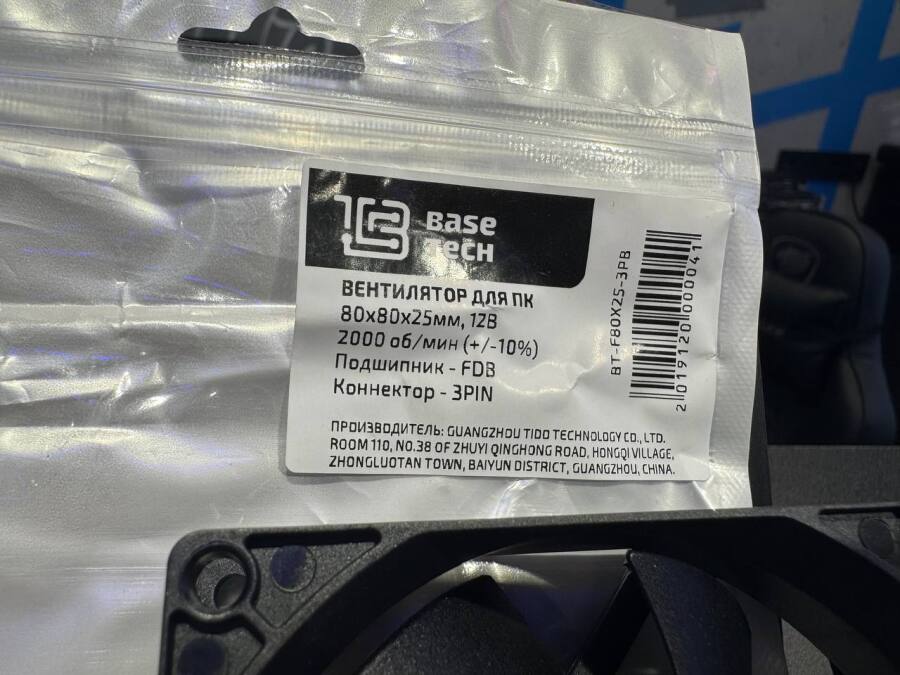 Base
Tech
ВЕНТИЛЯТОР ДЛЯ ПК
80x80x25мм, 12В
2000 об/мин (+/-10%)
Подшипник - FDB
Коннектор - 3PIN
ПРОИЗВОДИТЕЛЬ: GUANGZHOU TIDO TECHNOLOGY CO., LTD.
ROOM 110, NO.38 OF ZHUYI QINGHONG ROAD, HONGQI VILLAGE,
ZHONGLUOTAN TOWN, BAIYUN DISTRICT, GUANGZHOU, CHINA.
BT-F80X25-3PB
2019120000041